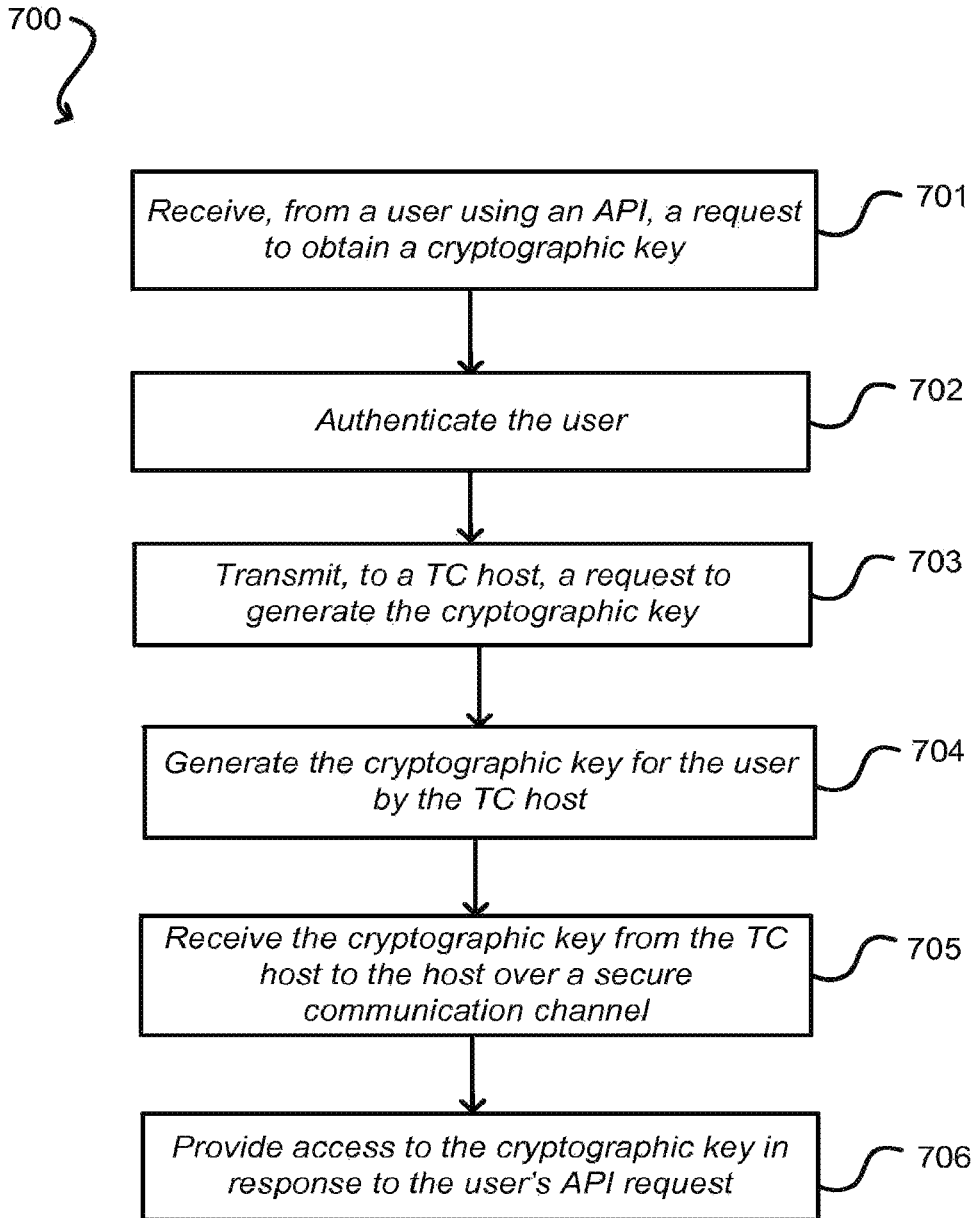 700
Receive, from a user using an API, a request
to obtain a cryptographic key
701
Authenticate the user
702
Transmit, to a TC host, a request to
generate the cryptographic key
703
Generate the cryptographic key for the user
by the TC host
704
Receive the cryptographic key from the TC
host to the host over a secure
communication channel
705
Provide access to the cryptographic key in
response to the user's API request
706